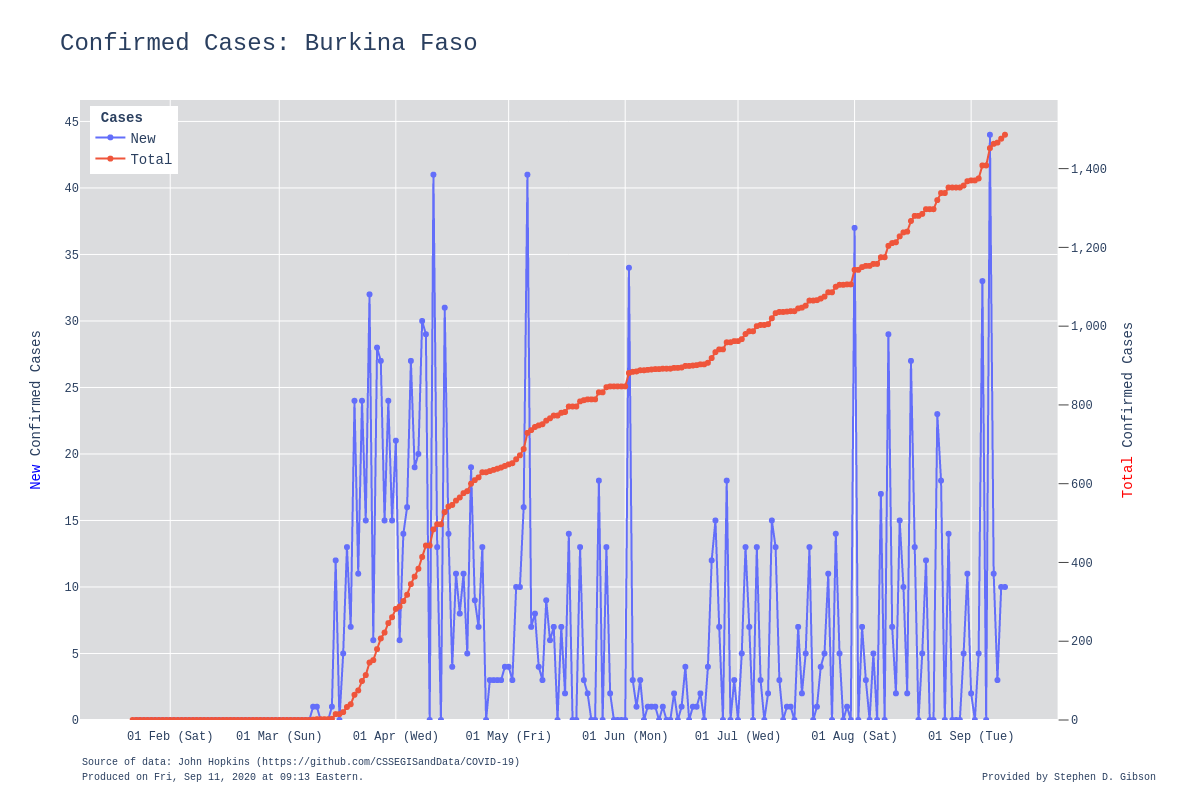 Confirmed Cases: Burkina Faso
Cases
New
Total
45
40
35
30
25
20
15
10
5
0
New Confirmed Cases
1,400
1,200
1,000
800
600
400
200
0
Total Confirmed Cases
01 Feb (Sat)
01 Mar (Sun)
01 Apr (Wed)
01 May (Fri)
01 Jun (Mon)
01 Jul (Wed)
01 Aug (Sat)
01 Sep (Tue)
Source of data: John Hopkins (https://github.com/CSSEGISandData/COVID-19)
Produced on Fri, Sep 11, 2020 at 09:13 Eastern.
Provided by Stephen D. Gibson